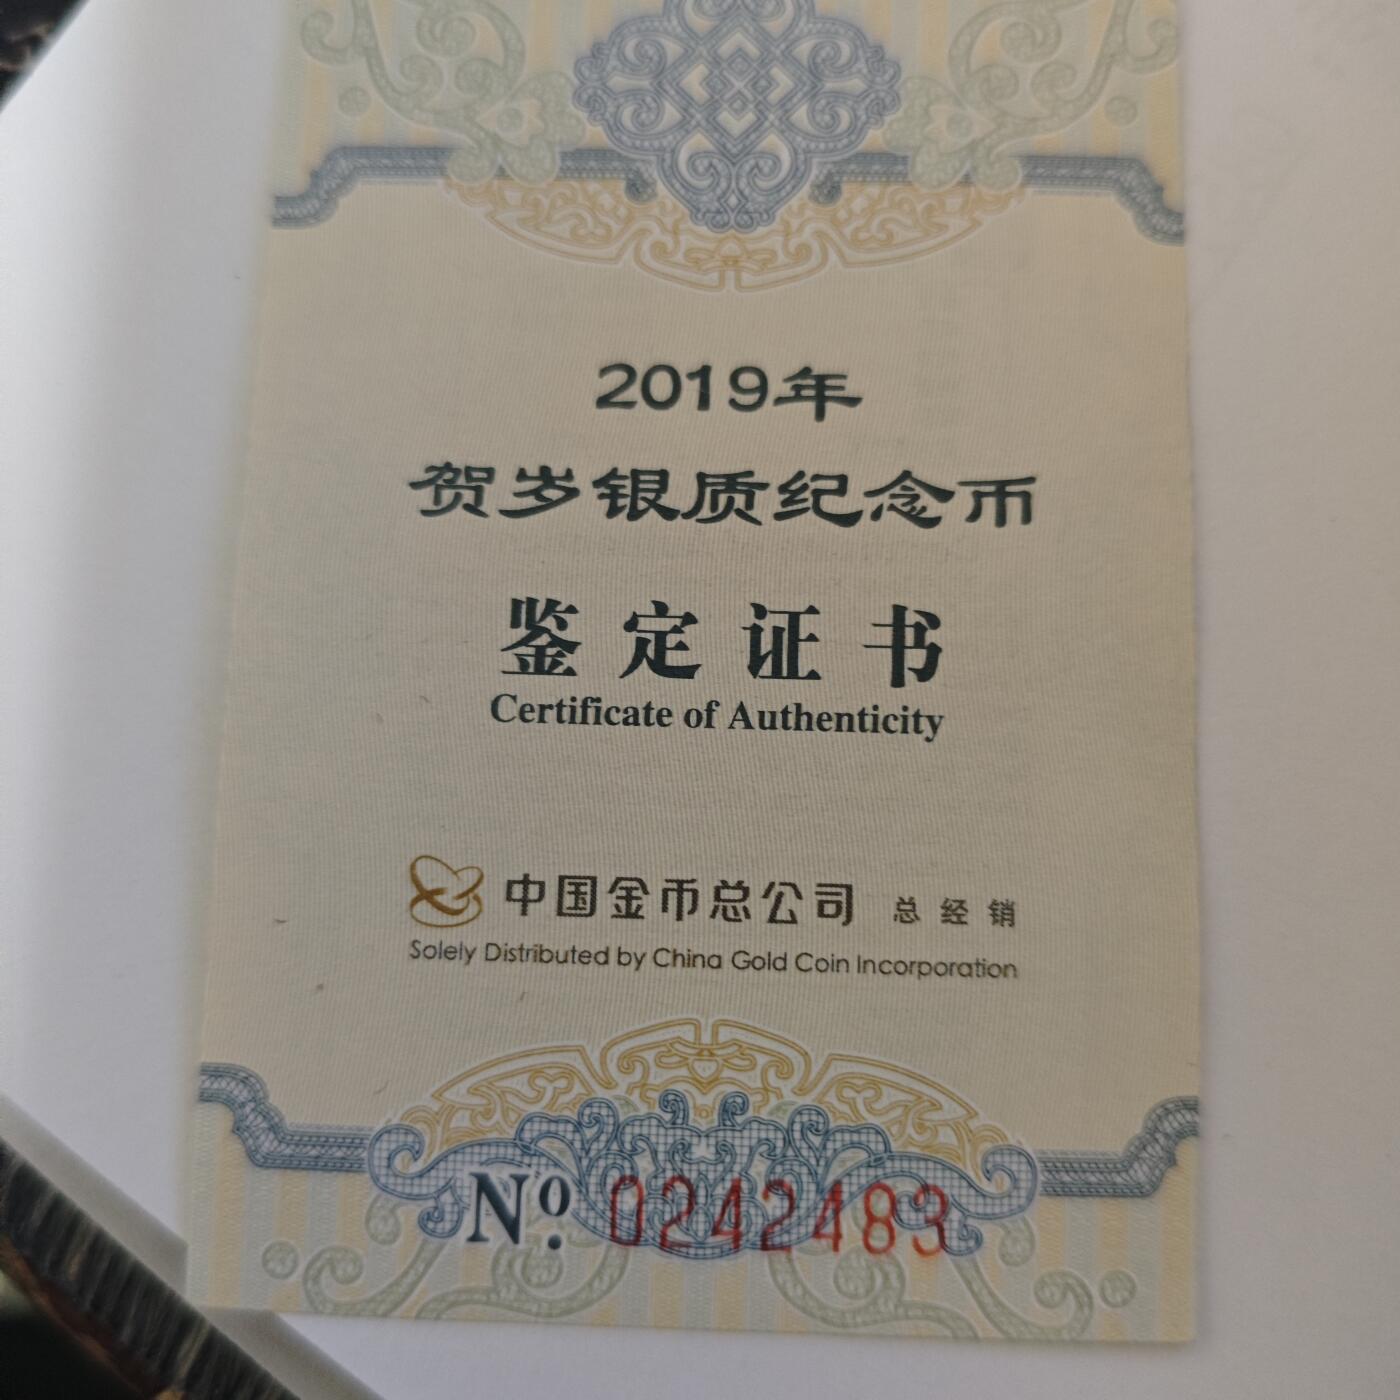 2019年
贺岁银质纪念币
鉴定证书
Certificate of Authenticity
中国金币总公司 总经销
Solely Distributed by China Gold Coin Incorporation
Nº. 0242483